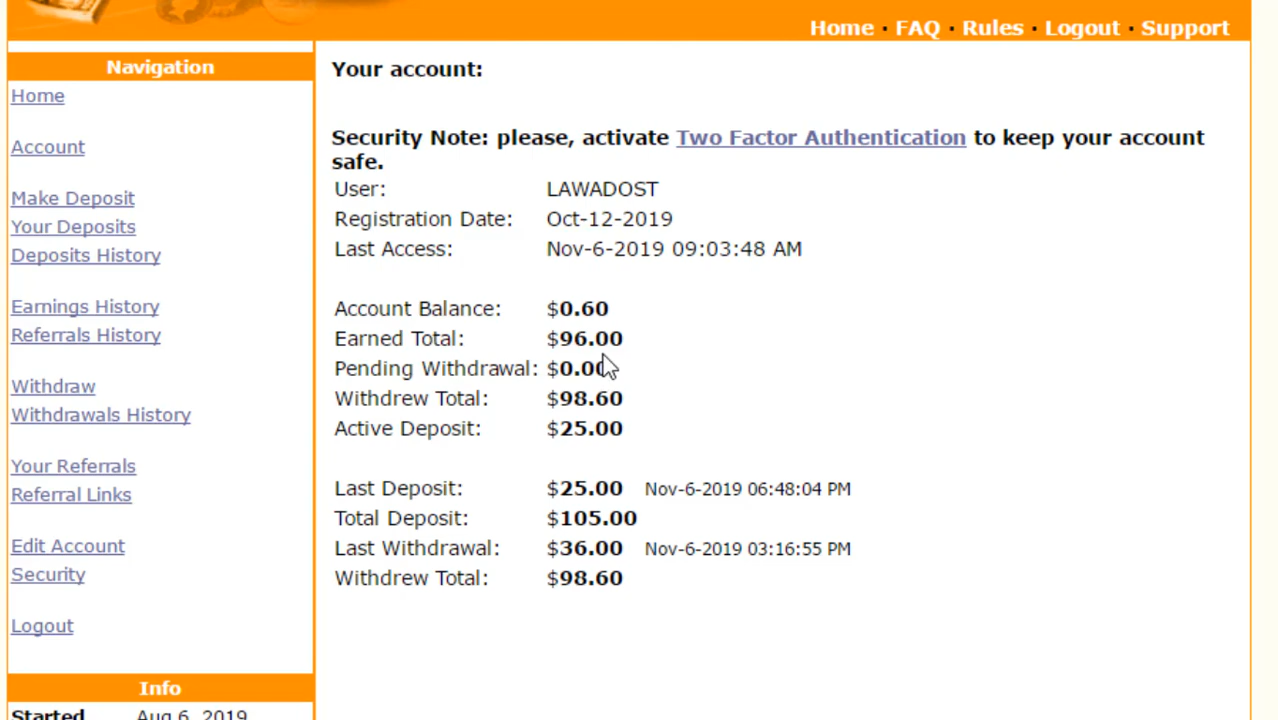 Home · FAQ · Rules · Logout · Support
Navigation
Home
Account
Make Deposit
Your Deposits
Deposits History
Earnings History
Referrals History
Withdraw
Withdrawals History
Your Referrals
Referral Links
Edit Account
Security
Logout
Info
Started Aug 6, 2019
Your account:
Security Note: please, activate Two Factor Authentication to keep your account
safe.
User: LAWADOST
Registration Date: Oct-12-2019
Last Access: Nov-6-2019 09:03:48 AM
Account Balance: $0.60
Earned Total: $96.00
Pending Withdrawal: $0.00
Withdrew Total: $98.60
Active Deposit: $25.00
Last Deposit: $25.00 Nov-6-2019 06:48:04 PM
Total Deposit: $105.00
Last Withdrawal: $36.00 Nov-6-2019 03:16:55 PM
Withdrew Total: $98.60